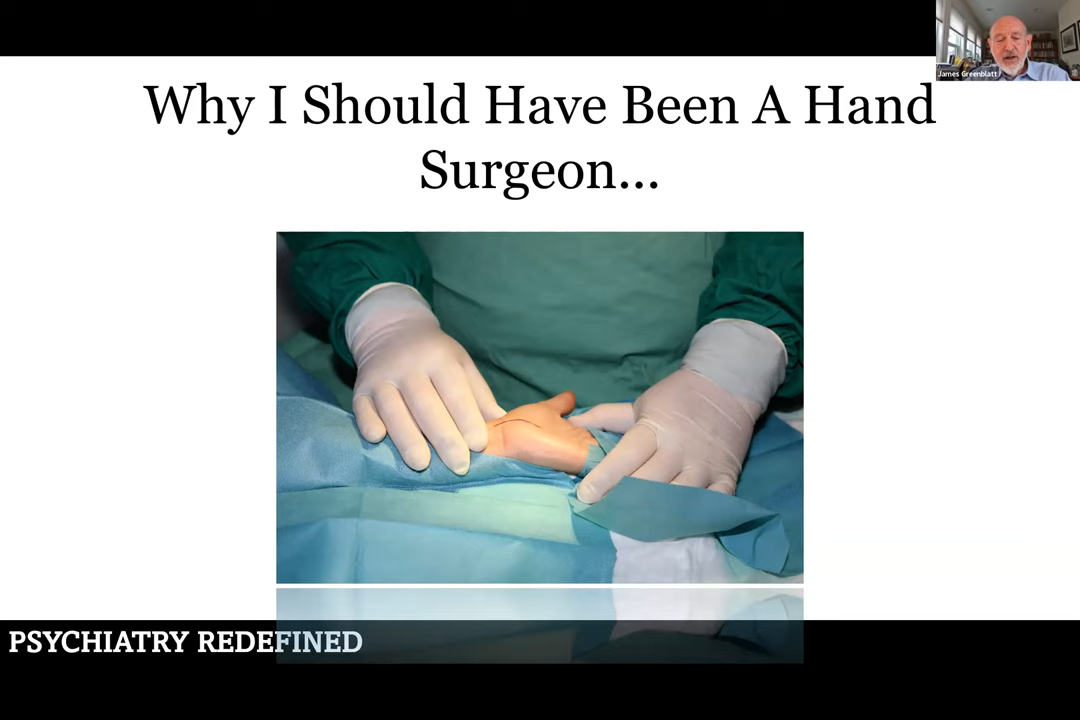 James Greenblatt
Why I Should Have Been A Hand
Surgeon...
PSYCHIATRY REDEFINED